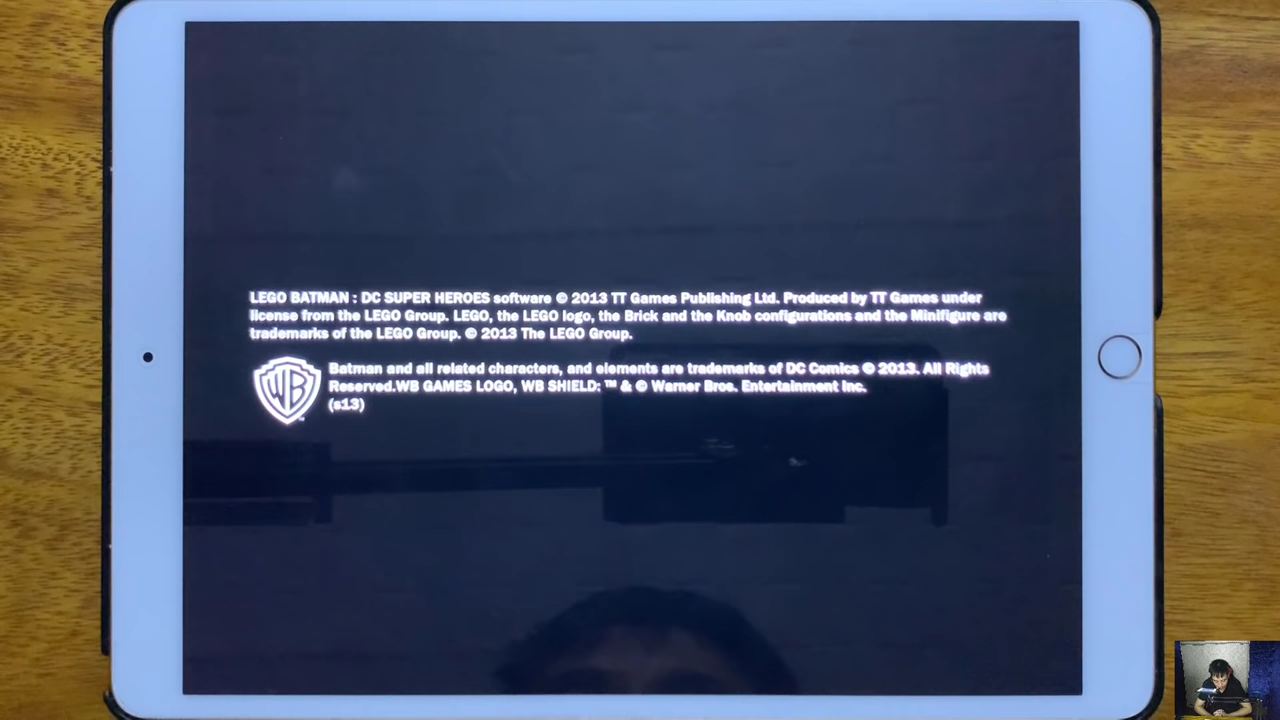 LEGO BATMAN : DC SUPER HEROES software © 2013 TT Games Publishing Ltd. Produced by TT Games under
license from the LEGO Group. LEGO, the LEGO logo, the Brick and the Knob configurations and the Minifigure are
trademarks of the LEGO Group. © 2013 The LEGO Group.
WB
™
Batman and all related characters, and elements are trademarks of DC Comics © 2013. All Rights
Reserved.WB GAMES LOGO, WB SHIELD: ™ & © Warner Bros. Entertainment Inc.
(s13)